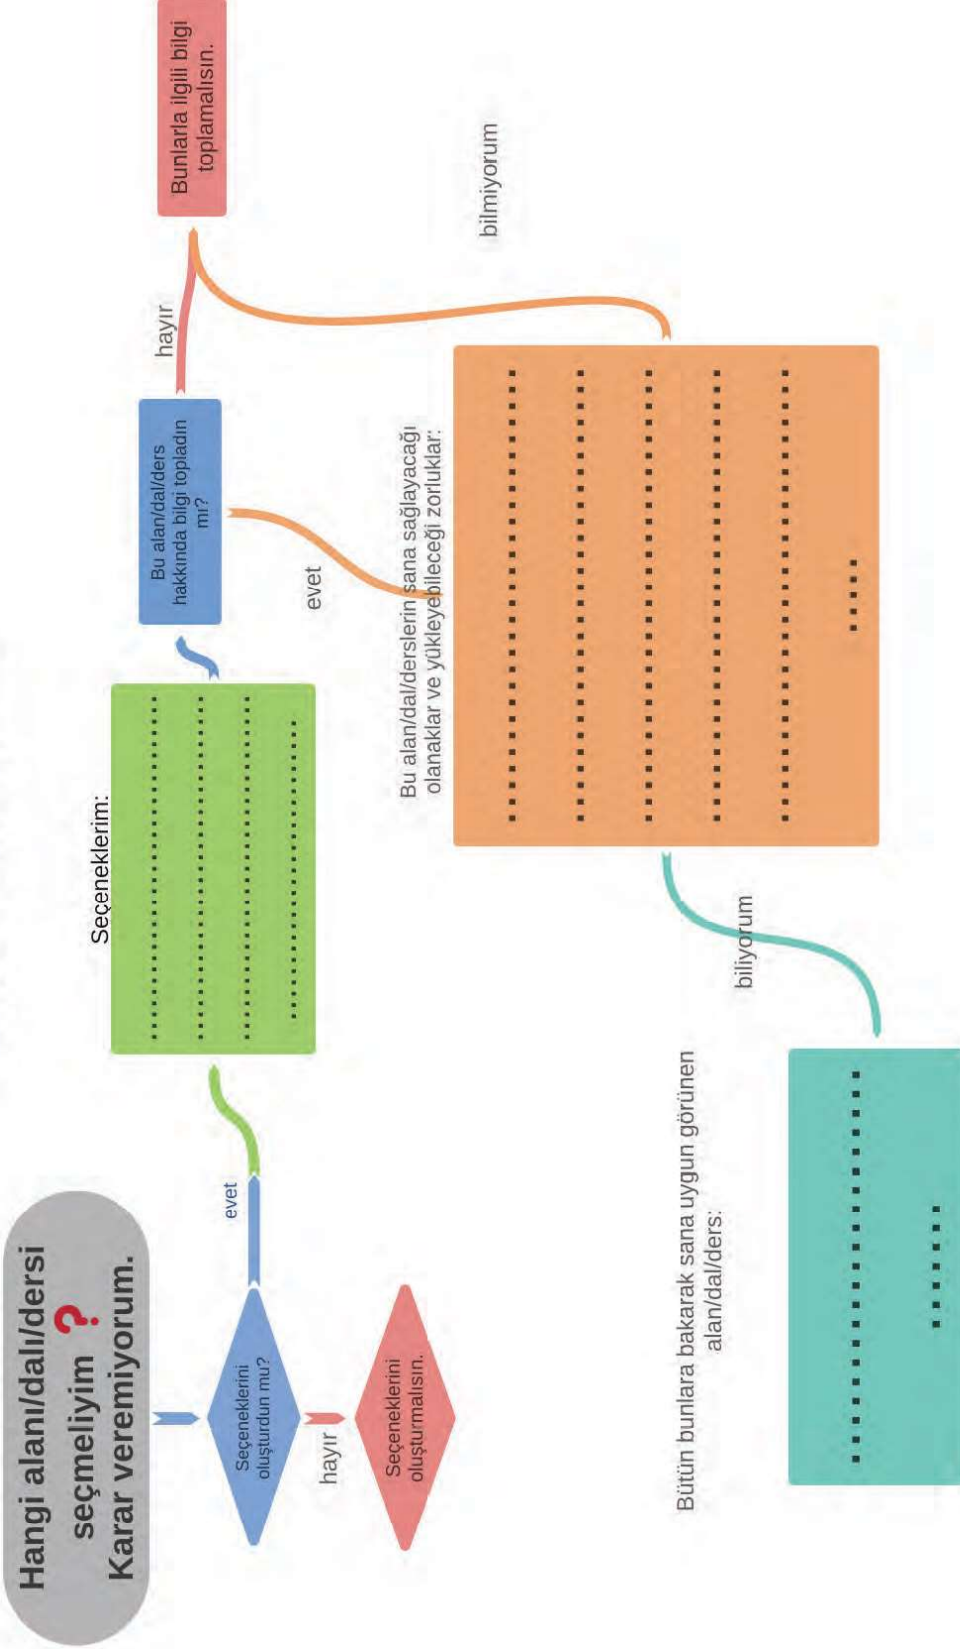 Hangi alanı/dalı/dersi
seçmeliyim ?
Karar veremiyorum.
Seçeneklerini
oluşturdun mu?
evet
hayır
Seçeneklerini
oluşturmalısın.
Seçeneklerim:
Bu alan/dal/ders
hakkında bilgi topladın
mı?
hayır
Bunlarla ilgili bilgi
toplamalısın.
evet
Bu alan/dal/derslerin sana sağlayacağı
olanaklar ve yükleyebileceği zorluklar:
bilmiyorum
biliyorum
Bütün bunlara bakarak sana uygun görünen
alan/dal/ders: